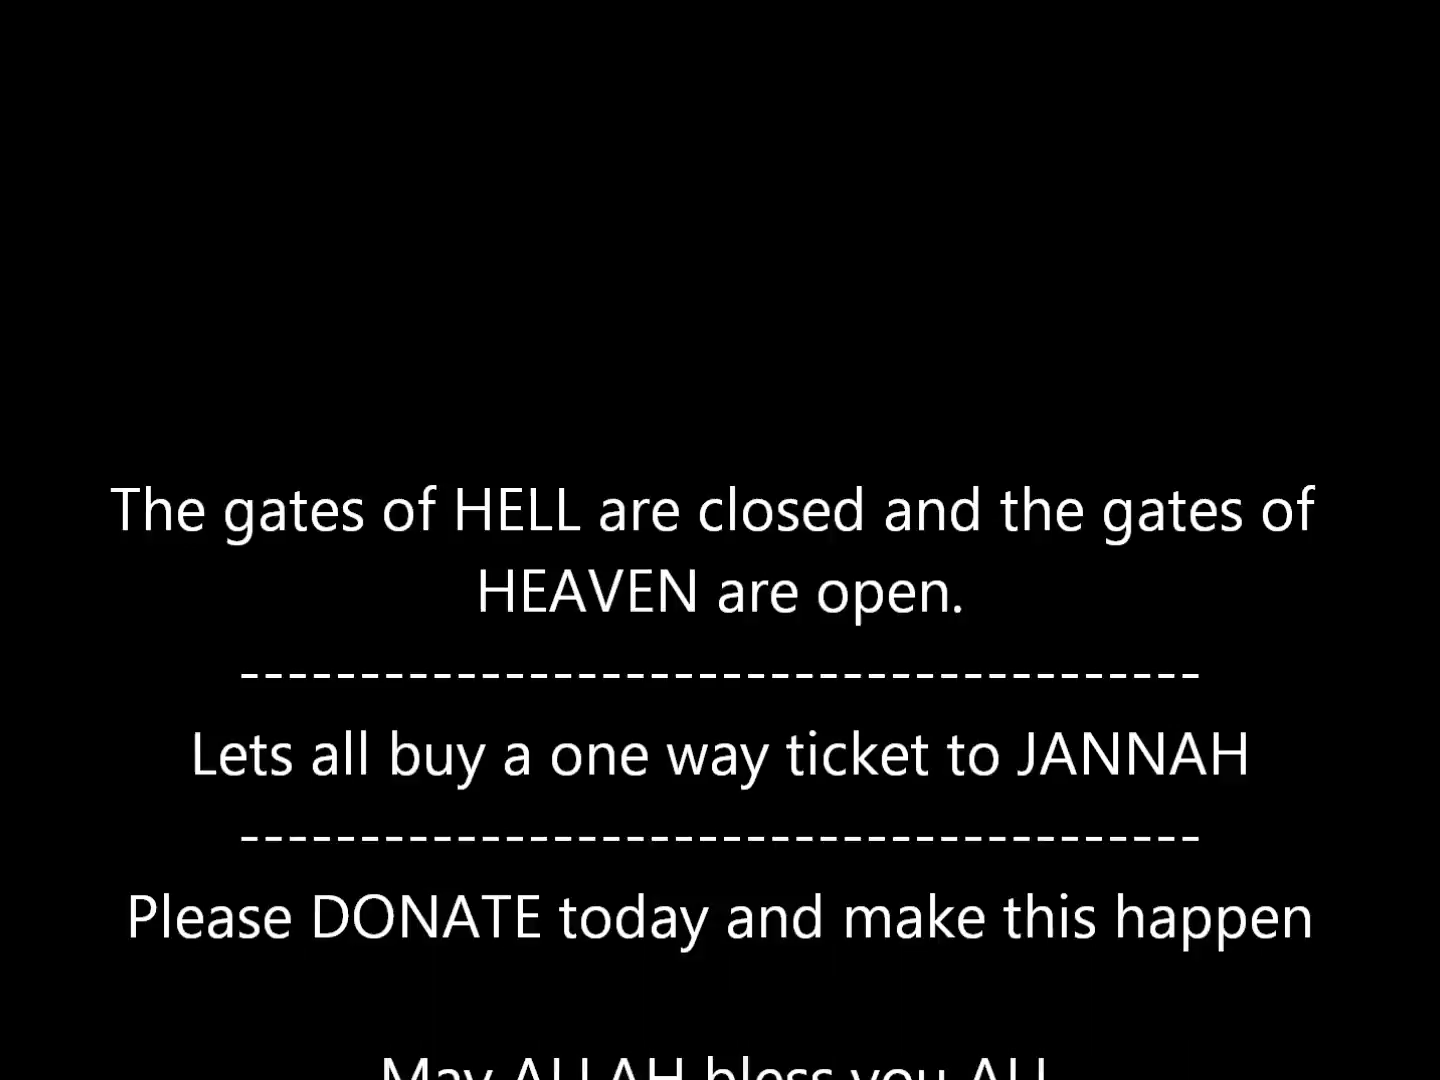 The gates of HELL are closed and the gates of
HEAVEN are open.
----------------------------------------
Lets all buy a one way ticket to JANNAH
----------------------------------------
Please DONATE today and make this happen
May ALLAH bless you ALL